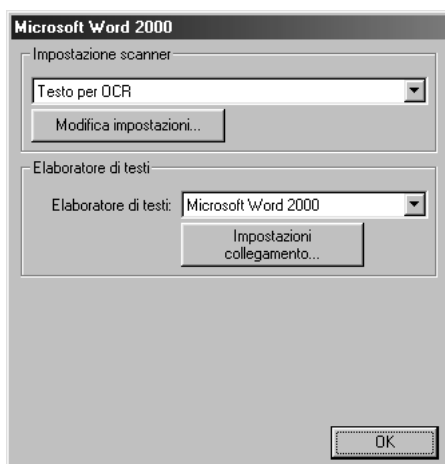 Microsoft Word 2000
Impostazione scanner
Testo per OCR
Modifica impostazioni...
Elaboratore di testi
Elaboratore di testi: Microsoft Word 2000
Impostazioni
collegamento...
OK